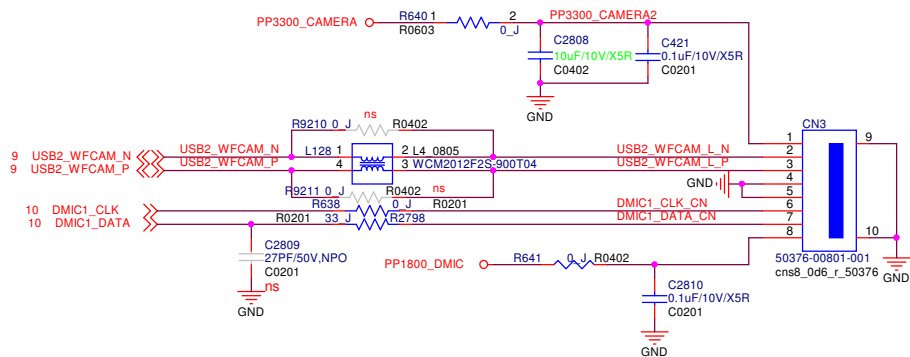 PP3300_CAMERA
R640 1
2
PP3300_CAMERA2
R0603
0_J
C2808
10uF/10V/X5R
C0402
C421
0.1uF/10V/X5R
C0201
GND
ns
R9210 0_J
R0402
CN3
9 USB2_WFCAM_N
USB2_WFCAM_N
L128 1
2 L4_0805
USB2_WFCAM_L_N
9 USB2_WFCAM_P
USB2_WFCAM_P
4
3 WCM2012F2S-900T04
USB2_WFCAM_L_P
1
2
3
4
5
6
7
8
9
10
GND
R9211 0_J
R0402
ns
10 DMIC1_CLK
R638
0_J
R0201
DMIC1_CLK_CN
10 DMIC1_DATA
R0201
33_J
R2798
DMIC1_DATA_CN
C2809
27PF/50V,NPO
C0201
ns
GND
PP1800_DMIC
R641
0_J
R0402
C2810
0.1uF/10V/X5R
C0201
GND
50376-00801-001
cns8_0d6_r_50376
GND